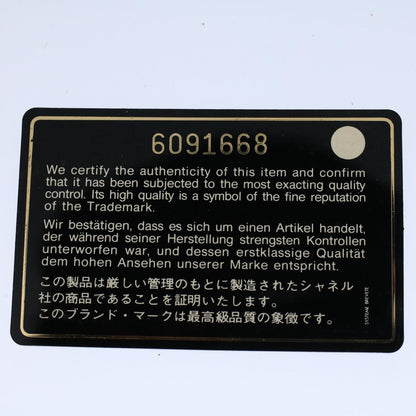 6091668
We certify the authenticity of this item and confirm
that it has been subjected to the most exacting quality
control. Its high quality is a symbol of the fine reputation
of the Trademark.
Wir bestätigen, dass es sich um einen Artikel handelt,
der während seiner Herstellung strengsten Kontrollen
unterworfen war, und dessen erstklassige Qualität
dem hohen Ansehen unserer Marke entspricht.
この製品は厳しい管理のもとに製造されたシャネル
社の商品であることを証明いたします。
このブランド・マークは最高級品質の象徴です。
SYSTEME BREVETE